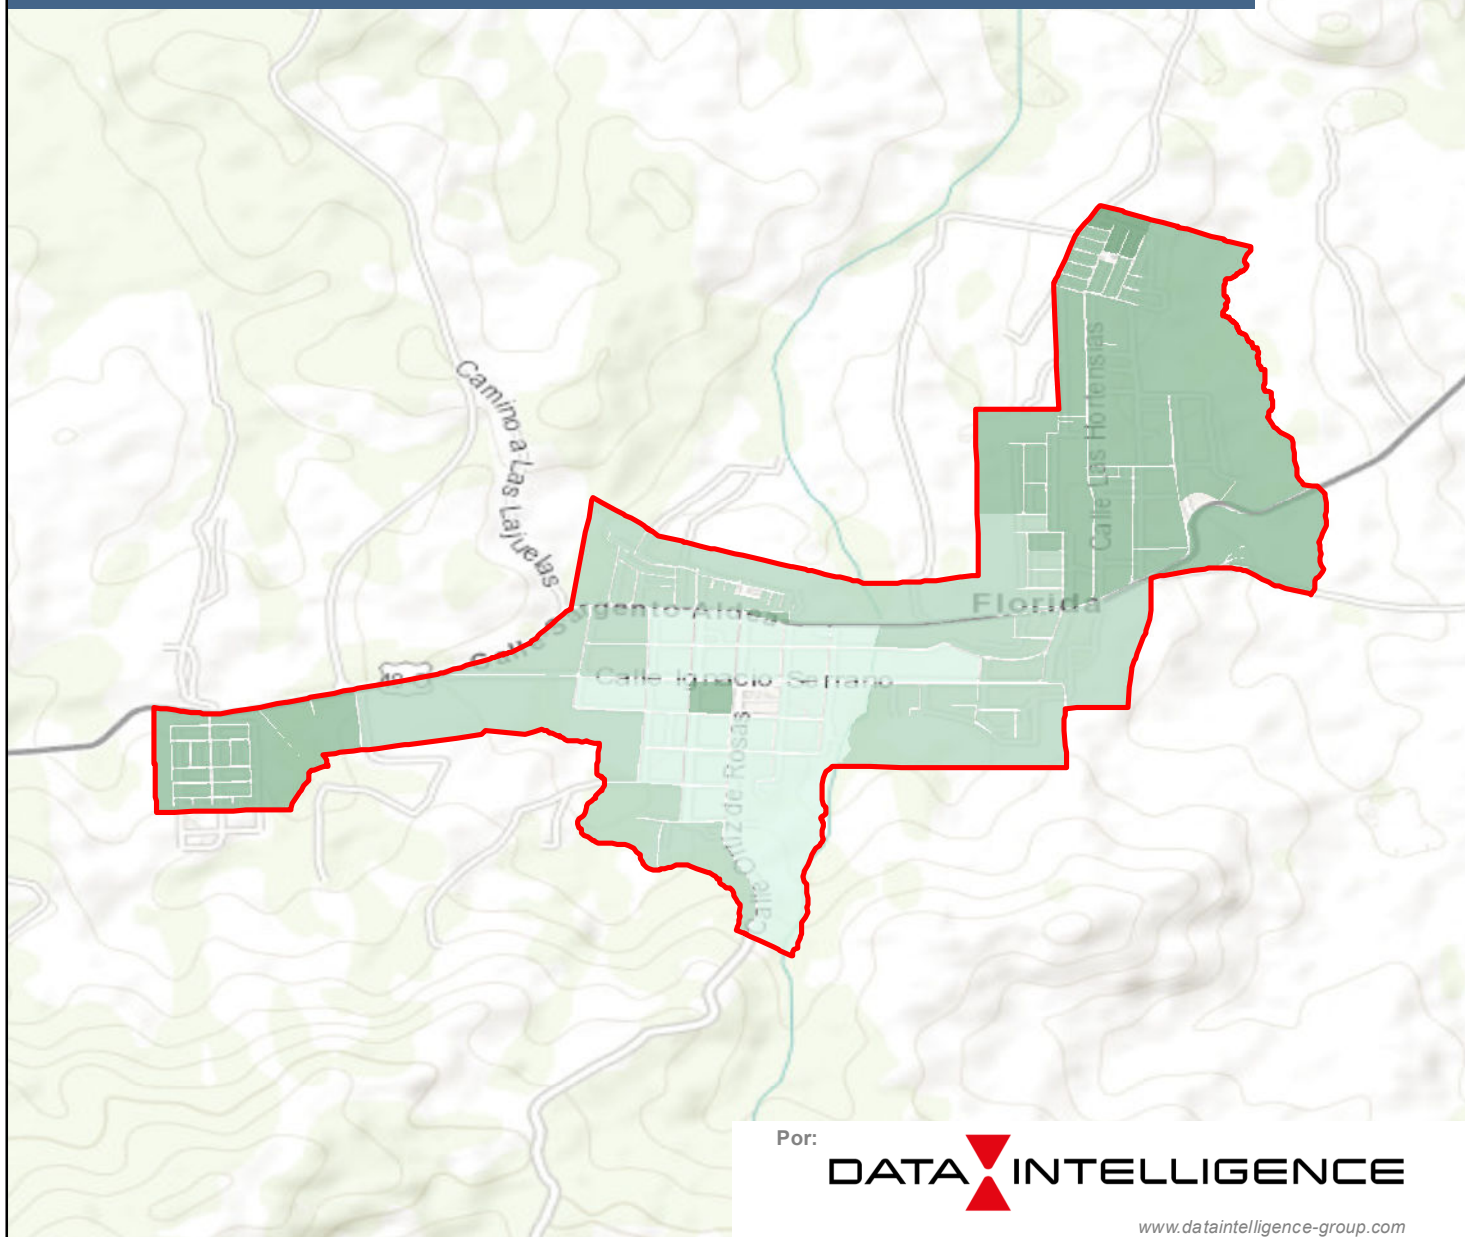 Calle Las Hortensias
Camino a Las Lajuelas
Florida
Calle Sargento Aldea
Calle Ignacio Serrano
Calle Ortiz de Rosas
Por:
DATA INTELLIGENCE
www.dataintelligence-group.com